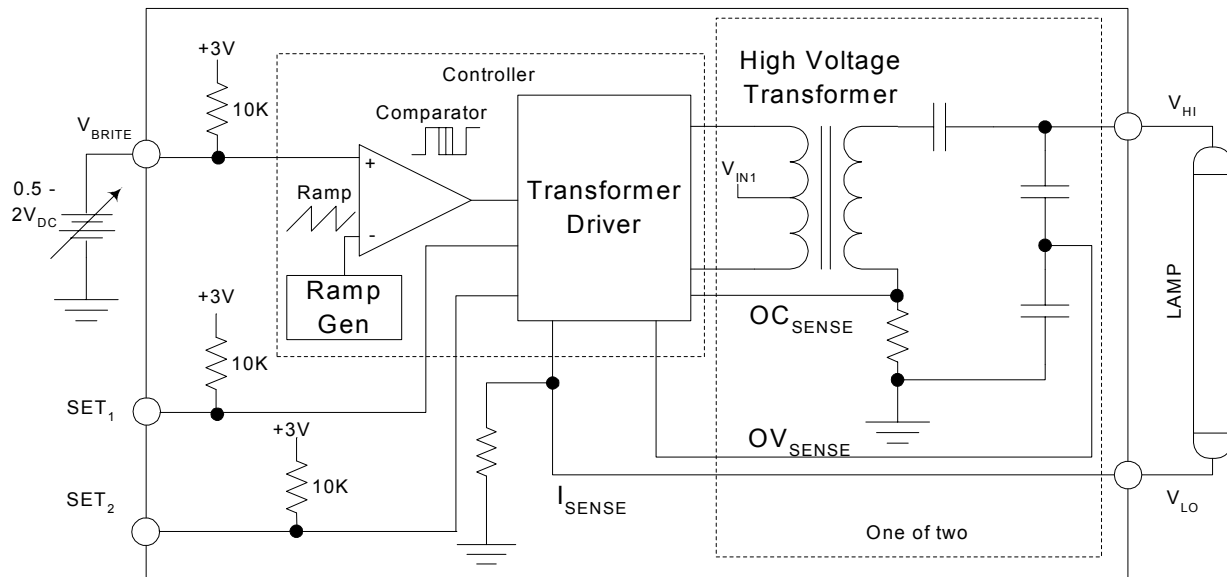 +3V
10K
V_BRITE
0.5 -
2V_DC
Controller
Comparator
Ramp
+
-
Ramp
Gen
Transformer
Driver
High Voltage
Transformer
V_IN1
V_HI
LAMP
V_LO
OC_SENSE
OV_SENSE
I_SENSE
One of two
+3V
10K
SET_1
+3V
10K
SET_2